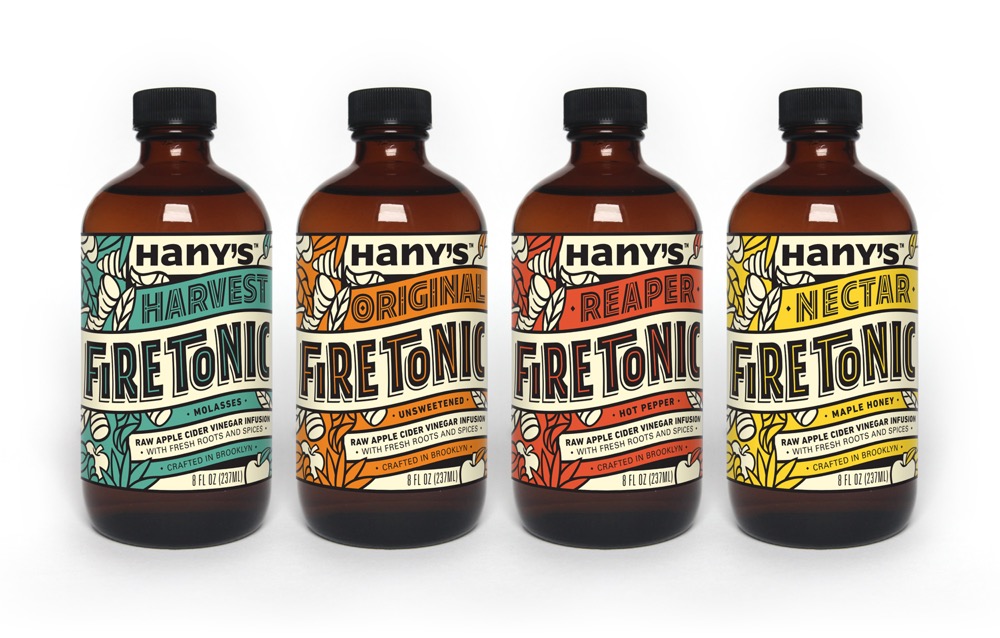 Hany's™
HARVEST
FIRE TONIC
· MOLASSES ·
RAW APPLE CIDER VINEGAR INFUSION
· WITH FRESH ROOTS AND SPICES ·
· CRAFTED IN BROOKLYN ·
8 FL OZ (237ML)
Hany's™
ORIGINAL
FIRE TONIC
· UNSWEETENED ·
RAW APPLE CIDER VINEGAR INFUSION
· WITH FRESH ROOTS AND SPICES ·
· CRAFTED IN BROOKLYN ·
8 FL OZ (237ML)
Hany's™
· REAPER ·
FIRE TONIC
· HOT PEPPER ·
RAW APPLE CIDER VINEGAR INFUSION
· WITH FRESH ROOTS AND SPICES ·
· CRAFTED IN BROOKLYN ·
8 FL OZ (237ML)
Hany's™
· NECTAR ·
FIRE TONIC
· MAPLE HONEY ·
RAW APPLE CIDER VINEGAR INFUSION
· WITH FRESH ROOTS AND SPICES ·
· CRAFTED IN BROOKLYN ·
8 FL OZ (237ML)